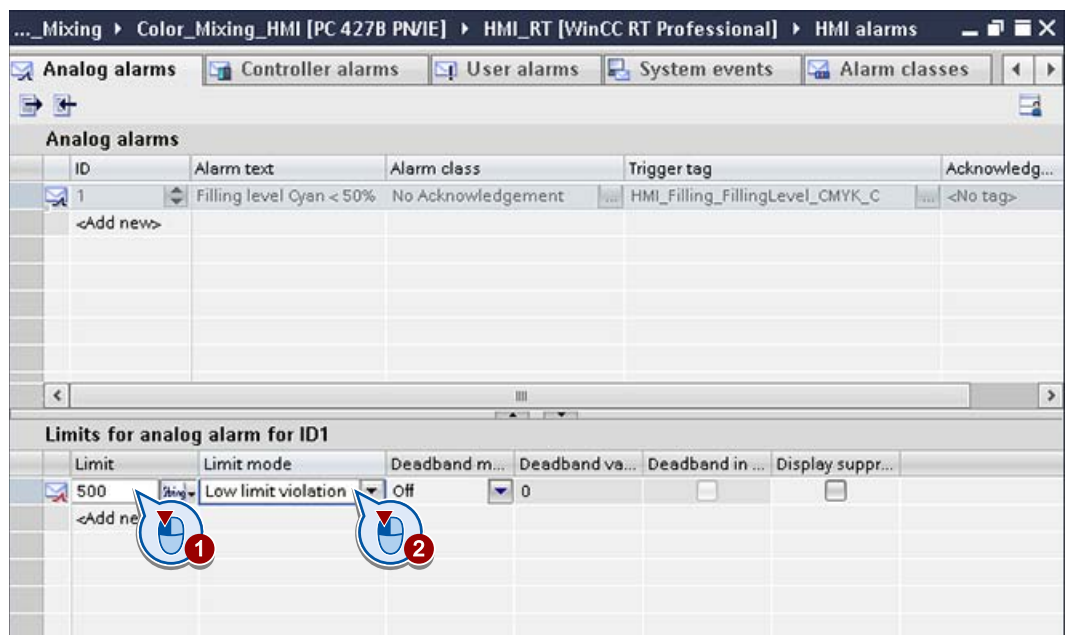 ..._Mixing ▸ Color_Mixing_HMI [PC 427B PN/IE] ▸ HMI_RT [WinCC RT Professional] ▸ HMI alarms
Analog alarms Controller alarms User alarms System events Alarm classes
Analog alarms
ID Alarm text Alarm class Trigger tag Acknowledg...
1 Filling level Cyan < 50% No Acknowledgement ... HMI_Filling_FillingLevel_CMYK_C ... <No tag>
<Add new>
Limits for analog alarm for ID1
Limit Limit mode Deadband m... Deadband va... Deadband in ... Display suppr...
500 String Low limit violation Off 0
<Add ne
1 2